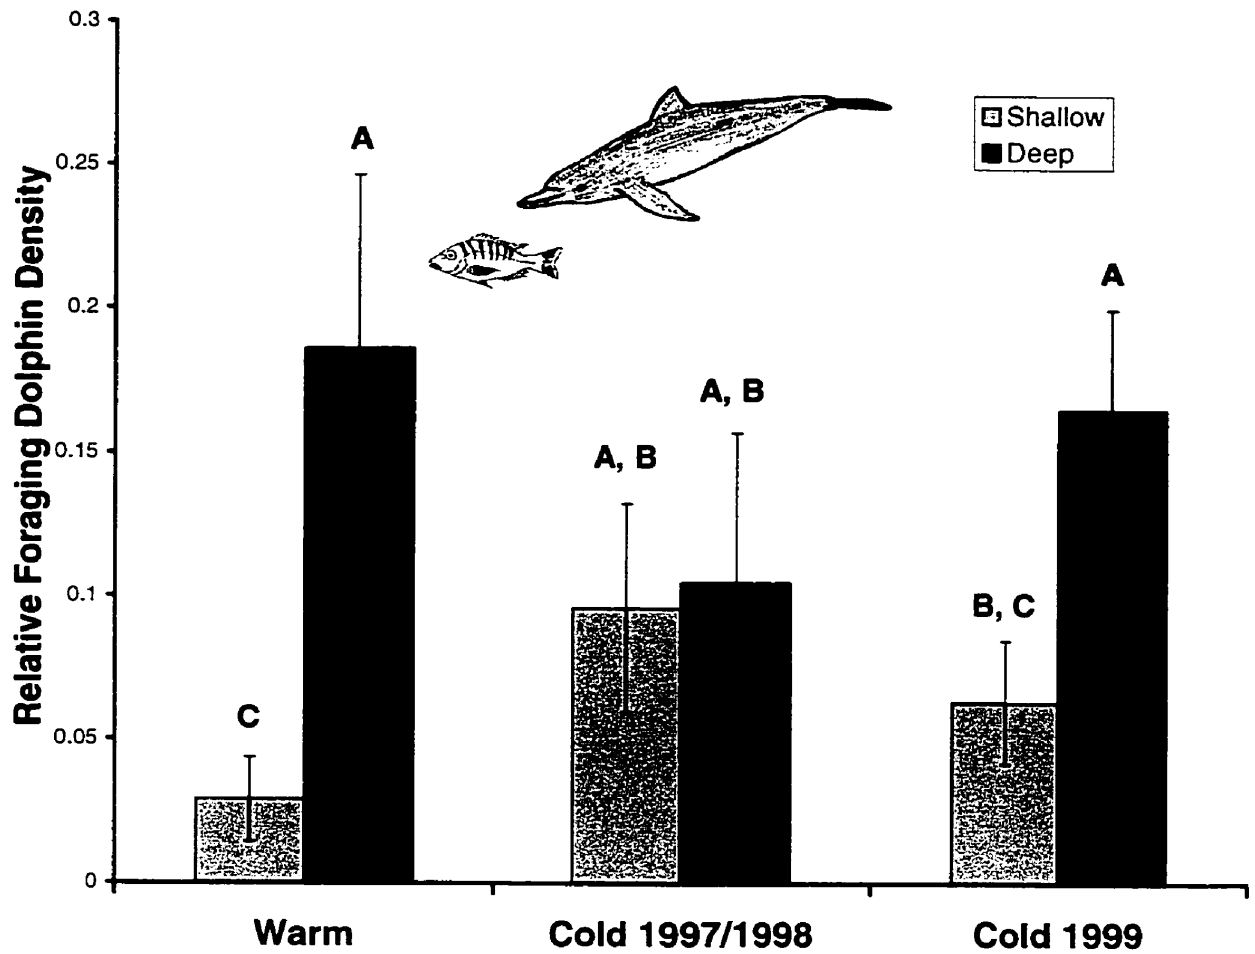 0.3
0.25
0.2
0.15
0.1
0.05
0
Relative Foraging Dolphin Density
Shallow
Deep
C
A
A, B
A, B
B, C
A
Warm
Cold 1997/1998
Cold 1999